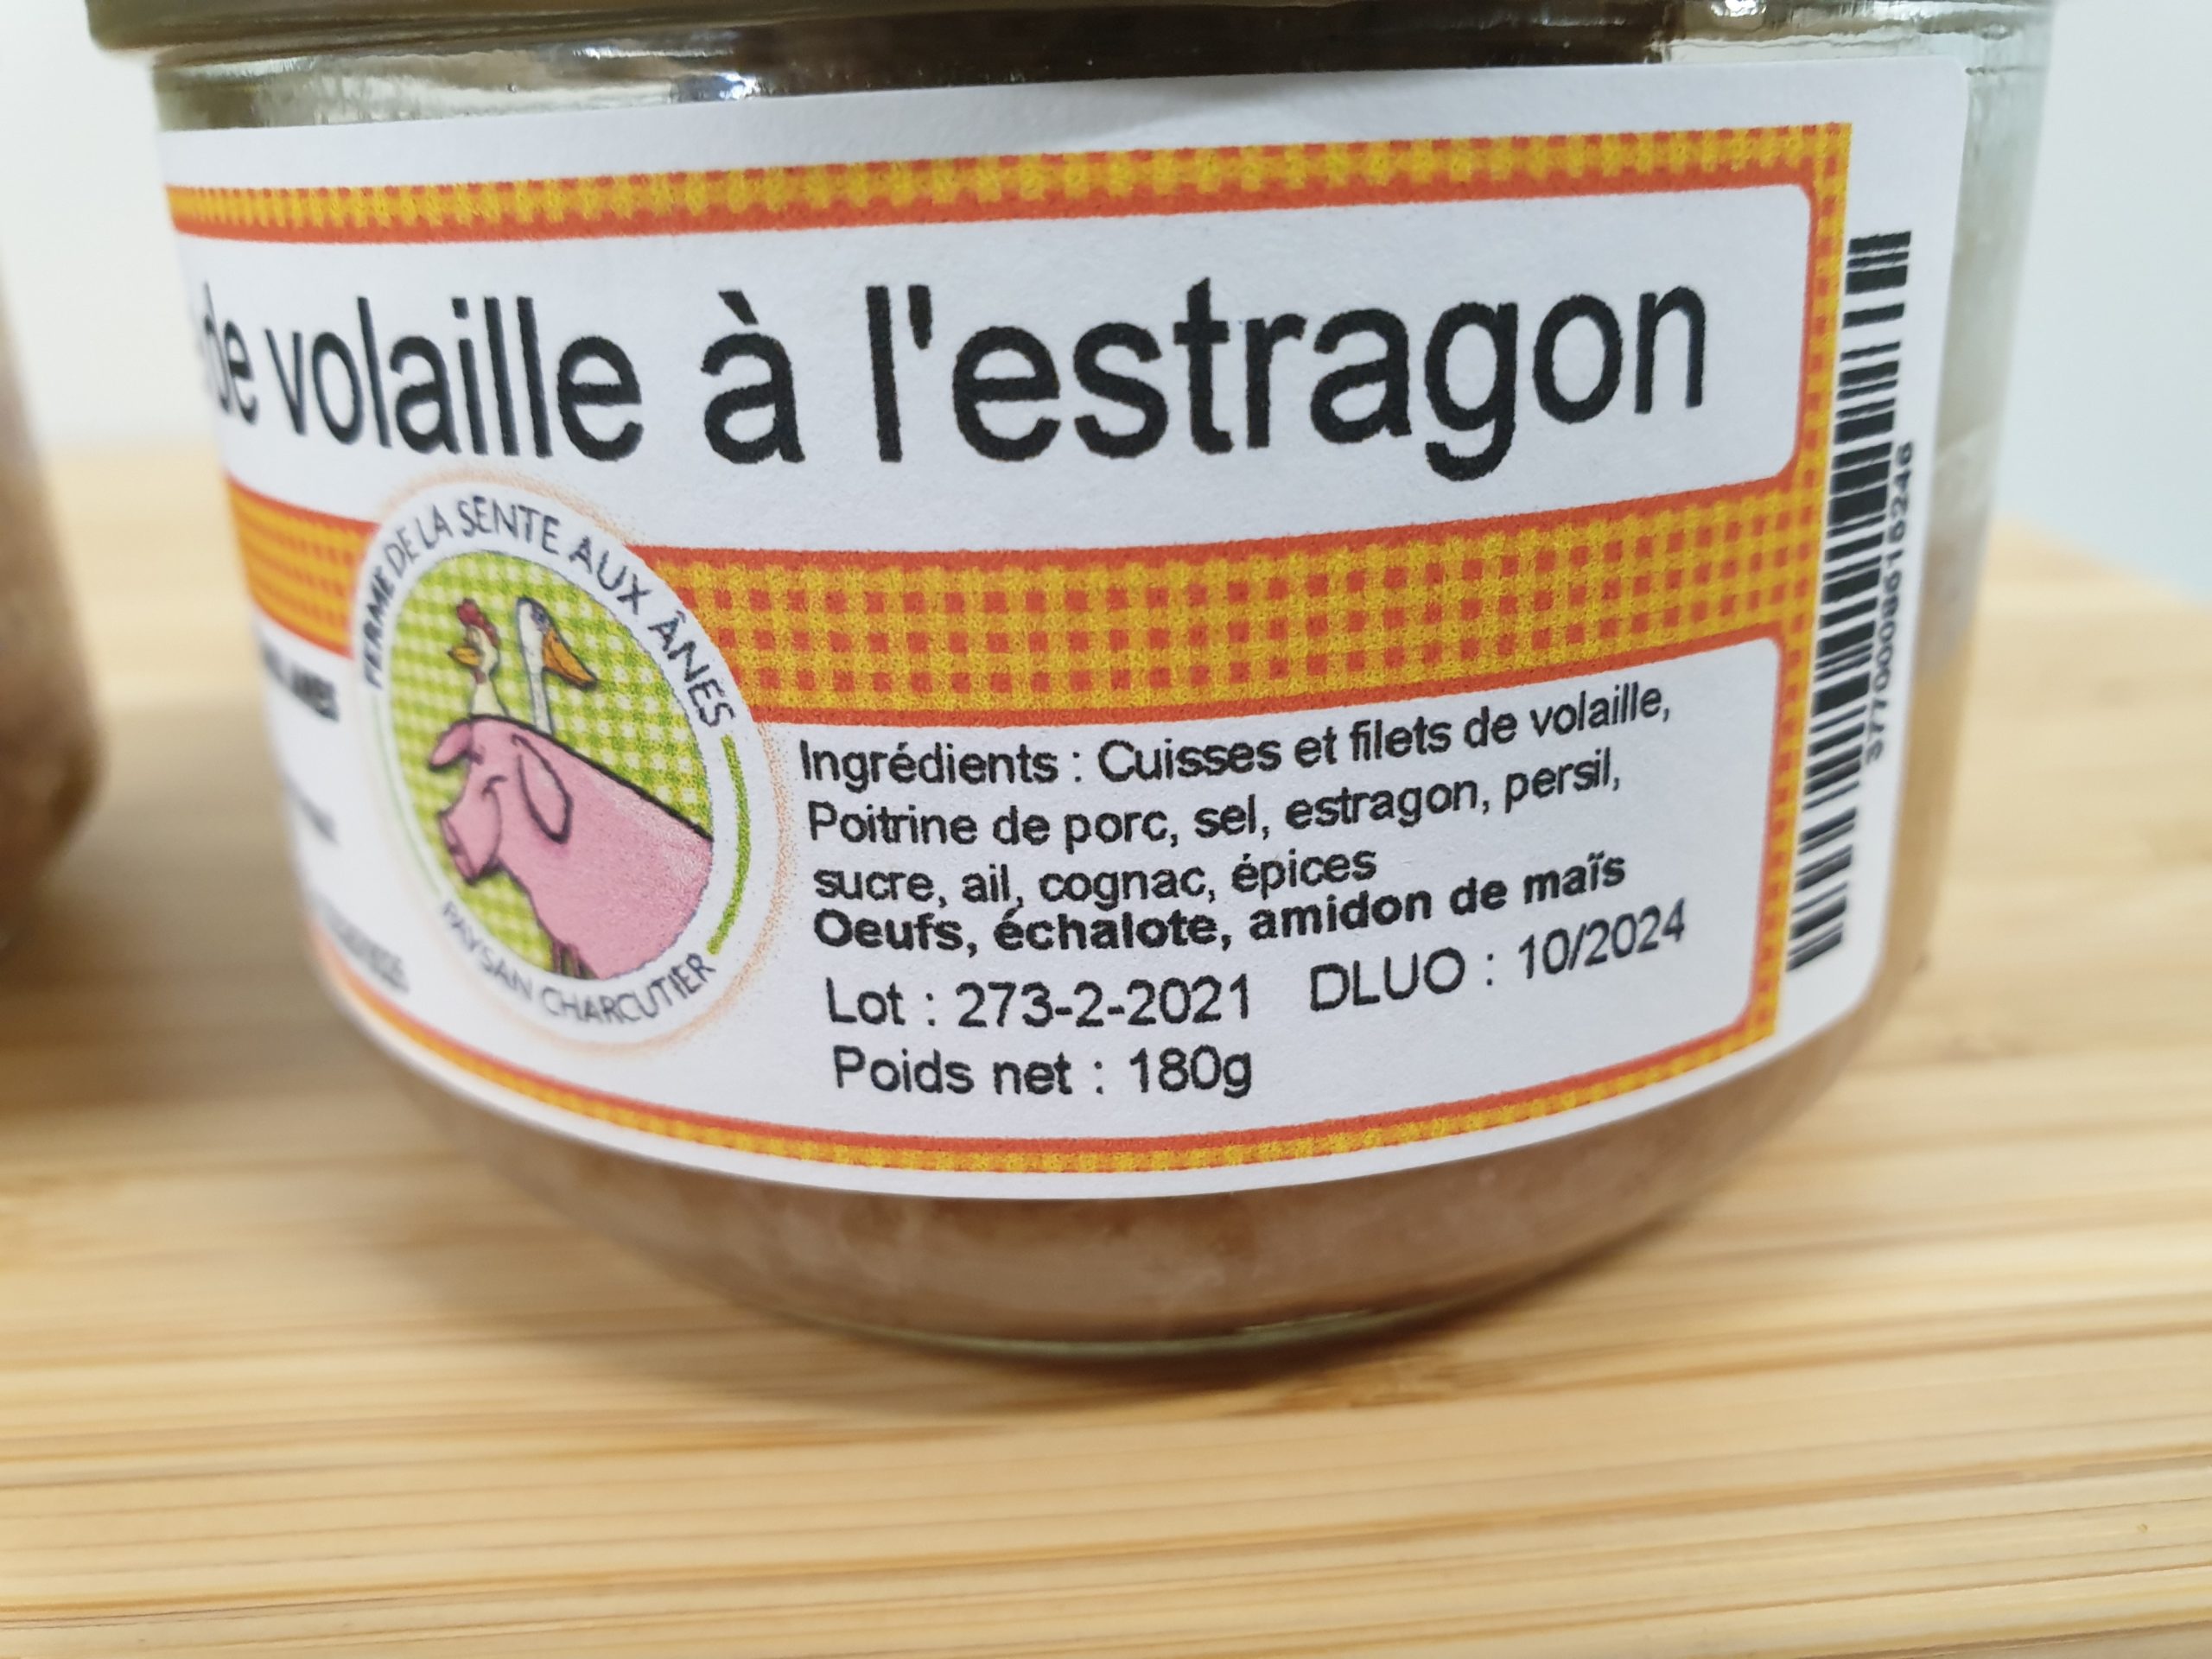 de volaille à l'estragon
FERME DE LA SENTE AUX ÂNES
PAYSAN CHARCUTIER
Ingrédients : Cuisses et filets de volaille,
Poitrine de porc, sel, estragon, persil,
sucre, ail, cognac, épices
Oeufs, échalote, amidon de maïs
Lot : 273-2-2021 DLUO : 10/2024
Poids net : 180g